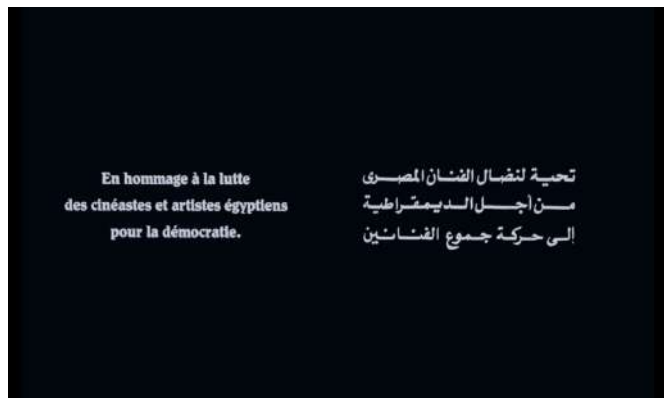 En hommage à la lutte
des cinéastes et artistes égyptiens
pour la démocratie.
تحية لنضال الفنان المصرى
من أجل الديمقراطية
إلى حركة جموع الفنانين